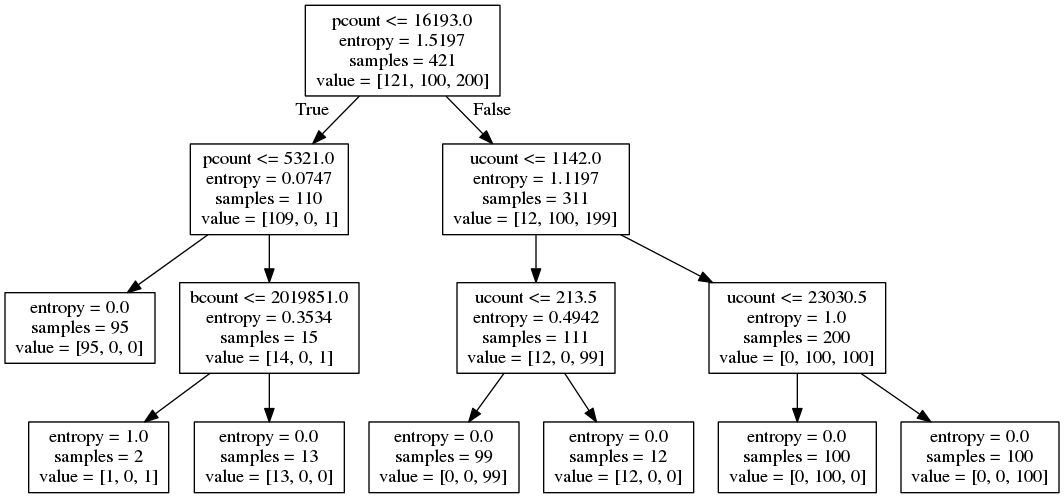 pcount <= 16193.0
entropy = 1.5197
samples = 421
value = [121, 100, 200]
True
False
pcount <= 5321.0
entropy = 0.0747
samples = 110
value = [109, 0, 1]
ucount <= 1142.0
entropy = 1.1197
samples = 311
value = [12, 100, 199]
entropy = 0.0
samples = 95
value = [95, 0, 0]
bcount <= 2019851.0
entropy = 0.3534
samples = 15
value = [14, 0, 1]
ucount <= 213.5
entropy = 0.4942
samples = 111
value = [12, 0, 99]
ucount <= 23030.5
entropy = 1.0
samples = 200
value = [0, 100, 100]
entropy = 1.0
samples = 2
value = [1, 0, 1]
entropy = 0.0
samples = 13
value = [13, 0, 0]
entropy = 0.0
samples = 99
value = [0, 0, 99]
entropy = 0.0
samples = 12
value = [12, 0, 0]
entropy = 0.0
samples = 100
value = [0, 100, 0]
entropy = 0.0
samples = 100
value = [0, 0, 100]